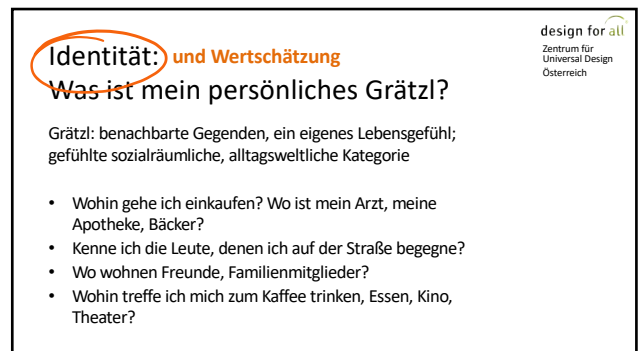 Identität: und Wertschätzung
Was ist mein persönliches Grätzl?
design for all
Zentrum für
Universal Design
Österreich
Grätzl: benachbarte Gegenden, ein eigenes Lebensgefühl;
gefühlte sozialräumliche, alltagsweltliche Kategorie
• Wohin gehe ich einkaufen? Wo ist mein Arzt, meine
Apotheke, Bäcker?
• Kenne ich die Leute, denen ich auf der Straße begegne?
• Wo wohnen Freunde, Familienmitglieder?
• Wohin treffe ich mich zum Kaffee trinken, Essen, Kino,
Theater?